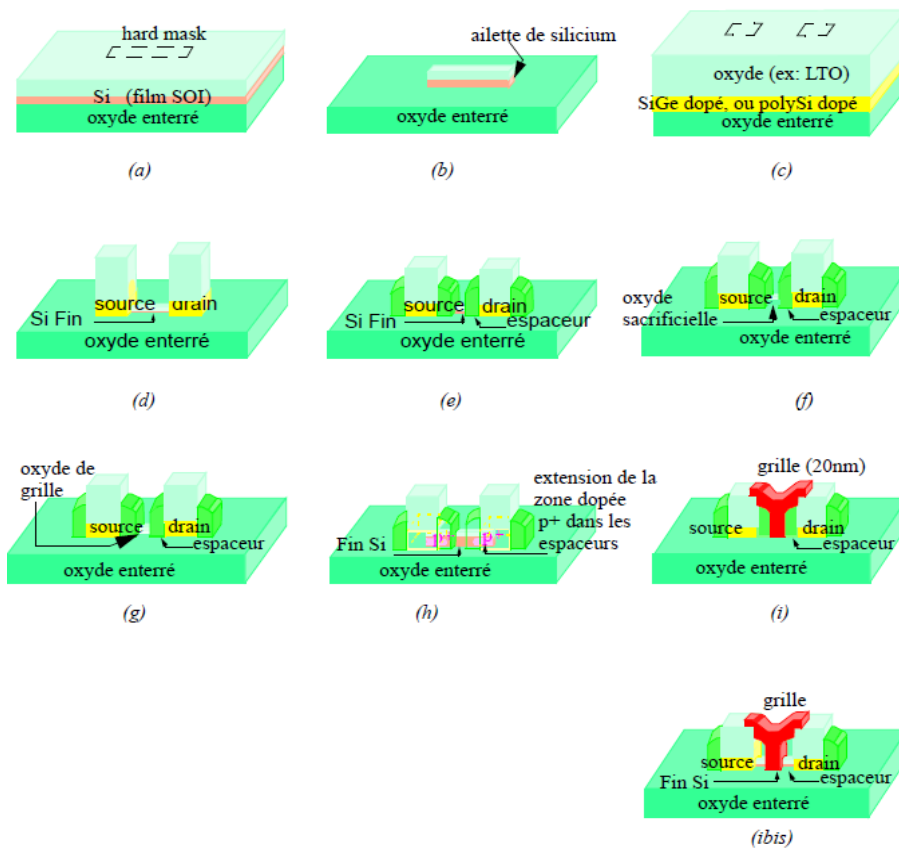 hard mask
Si (film SOI)
oxyde enterré
(a)
ailette de silicium
oxyde enterré
(b)
oxyde (ex: LTO)
SiGe dopé, ou polySi dopé
oxyde enterré
(c)
source drain
Si Fin
oxyde enterré
(d)
source drain
Si Fin espaceur
oxyde enterré
(e)
oxyde
sacrificielle
source drain
espaceur
oxyde enterré
(f)
oxyde de
grille
source drain
espaceur
oxyde enterré
(g)
extension de la
zone dopée
p+ dans les
espaceurs
p+ p+
Fin Si
oxyde enterré
(h)
grille (20nm)
source drain
espaceur
oxyde enterré
(i)
grille
source drain
Fin Si espaceur
oxyde enterré
(ibis)